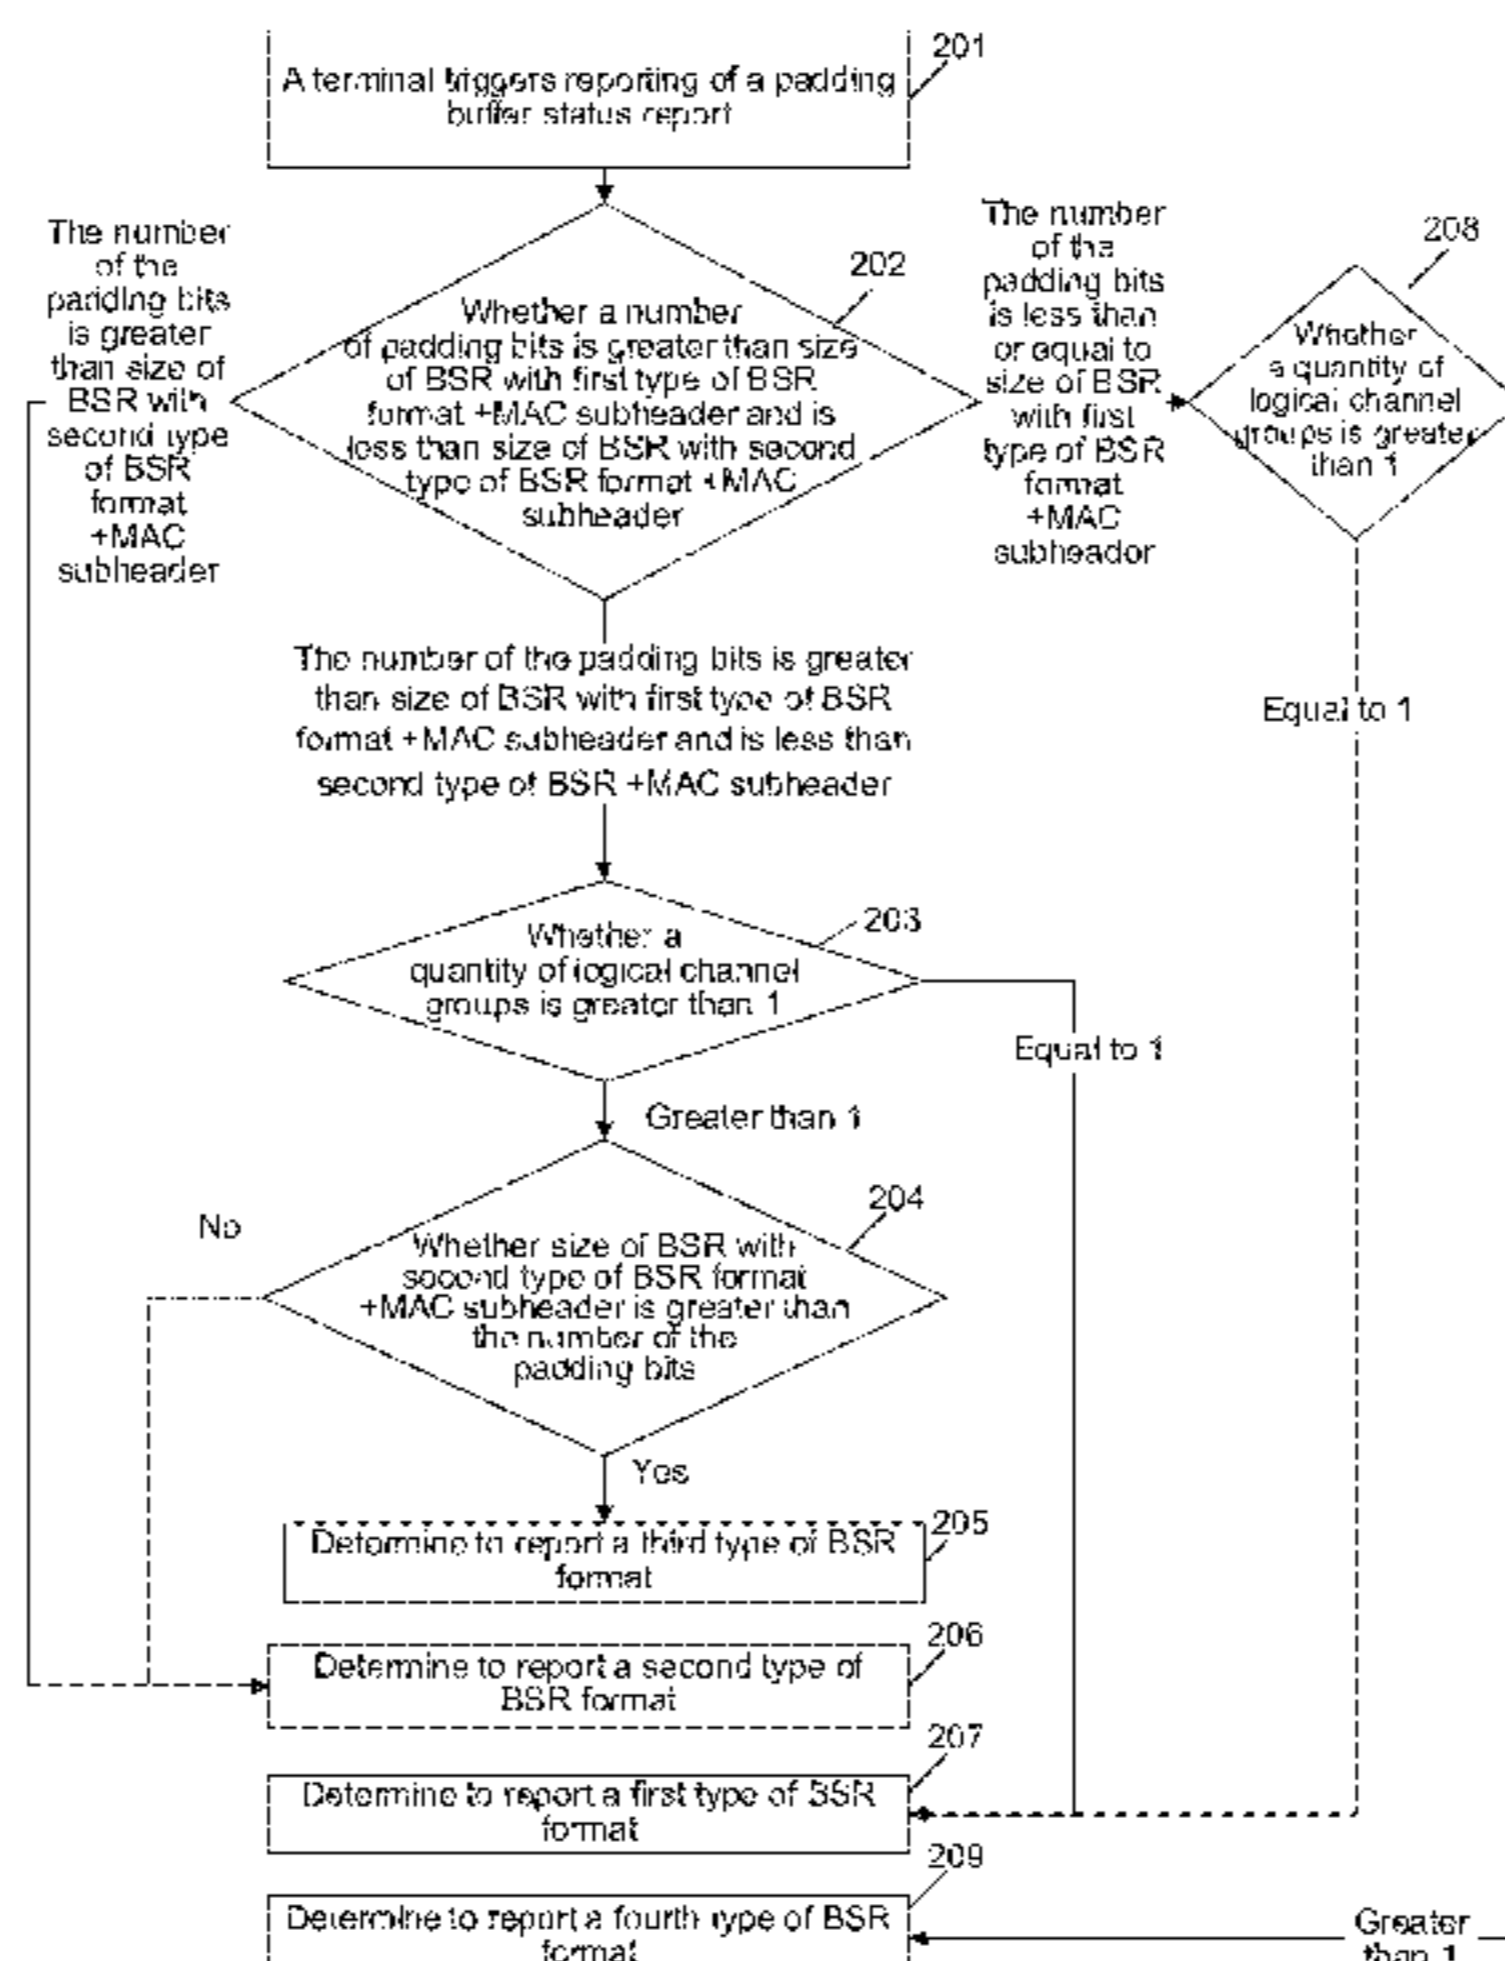 201
A terminal triggers reporting of a padding
buffer status report
The number
of the
padding bits
is greater
than size of
BSR with
second type
of BSR
format
+MAC
subheader
202
Whether a number
of padding bits is greater than size
of BSR with first type of BSR
format +MAC subheader and is
less than size of BSR with second
type of BSR format +MAC
subheader
The number
of the
padding bits
is less than
or equal to
size of BSR
with first
type of BSR
format
+MAC
subheader
208
Whether
a quantity of
logical channel
groups is greater
than 1
The number of the padding bits is greater
than size of BSR with first type of BSR
format +MAC subheader and is less than
second type of BSR +MAC subheader
Equal to 1
203
Whether a
quantity of logical channel
groups is greater than 1
Equal to 1
Greater than 1
204
No
Whether size of BSR with
second type of BSR format
+MAC subheader is greater than
the number of the
padding bits
Yes
205
Determine to report a third type of BSR
format
206
Determine to report a second type of
BSR format
207
Determine to report a first type of BSR
format
209
Determine to report a fourth type of BSR
format
Greater
than 1